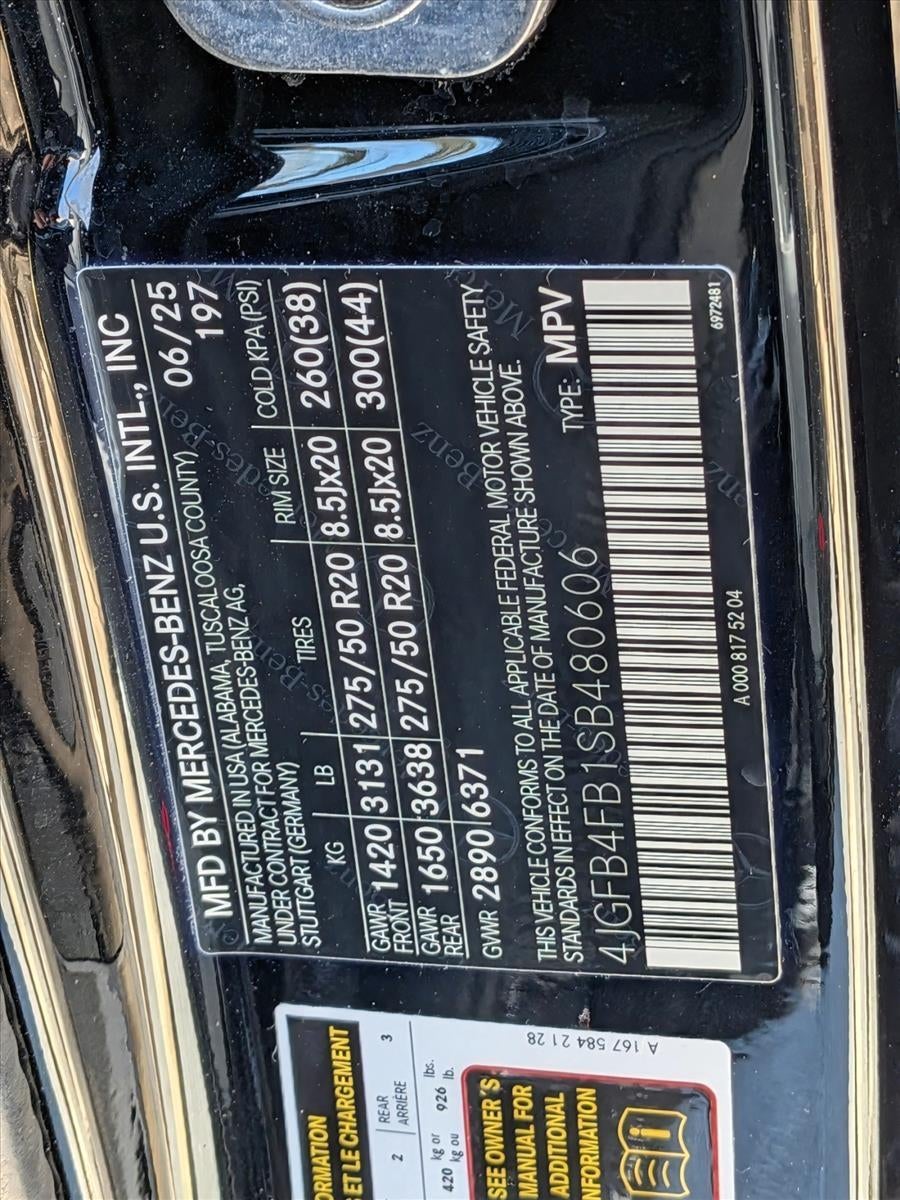 MFD BY MERCEDES-BENZ U.S. INTL., INC
MANUFACTURED IN USA (ALABAMA, TUSCALOOSA COUNTY) 06/25
UNDER CONTRACT FOR MERCEDES-BENZ AG, 197
STUTTGART (GERMANY)
KG LB TIRES RIM SIZE COLD KPA(PSI)
GAWR FRONT 1420 3131 275/50 R20 8.5Jx20 260(38)
GAWR REAR 1650 3638 275/50 R20 8.5Jx20 300(44)
GVWR 2890 6371
THIS VEHICLE CONFORMS TO ALL APPLICABLE FEDERAL MOTOR VEHICLE SAFETY
STANDARDS IN EFFECT ON THE DATE OF MANUFACTURE SHOWN ABOVE.
4JGFB4FB1SB480606 TYPE: MPV
A 000 817 52 04 6972481
ET LE CHARGEMENT
2 REAR ARRIÈRE 3
420 kg or kg ou 926 lbs. lb.
SEE OWNER'S
MANUAL FOR
ADDITIONAL
INFORMATION
A 167 584 21 28